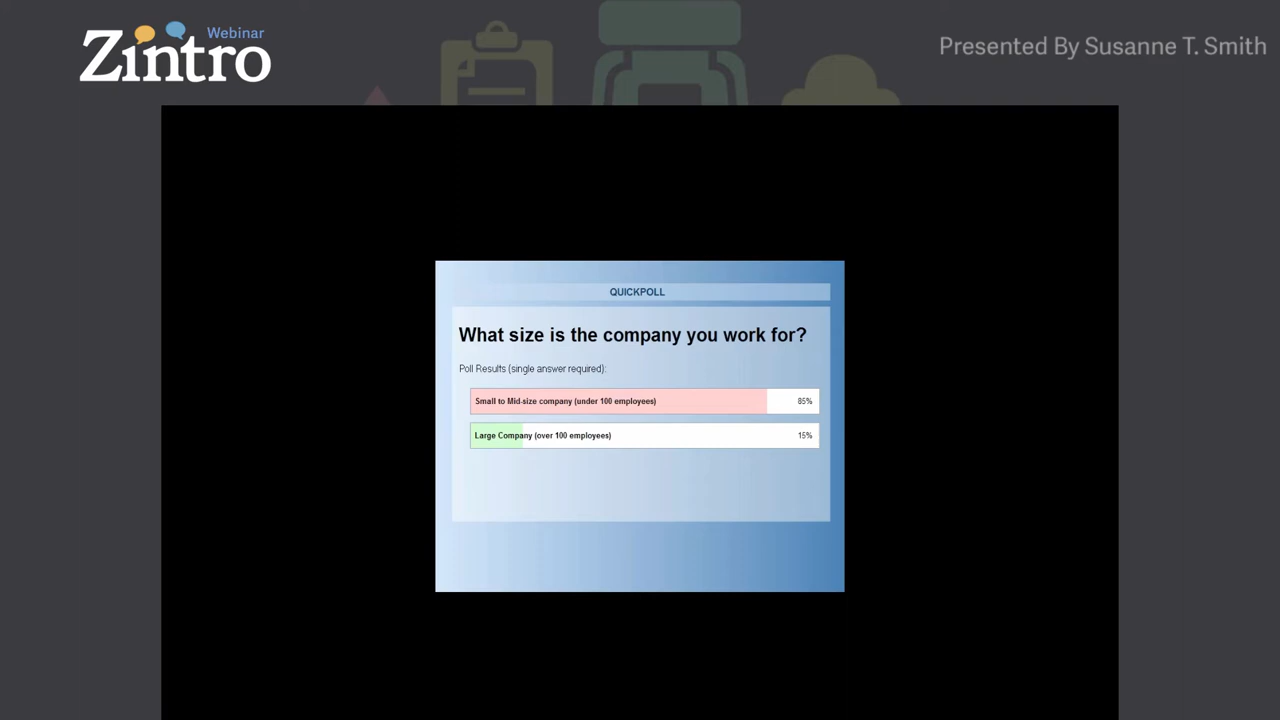 Zintro
Webinar
Presented By Susanne T. Smith
QUICKPOLL
What size is the company you work for?
Poll Results (single answer required):
Small to Mid-size company (under 100 employees) 85%
Large Company (over 100 employees) 15%